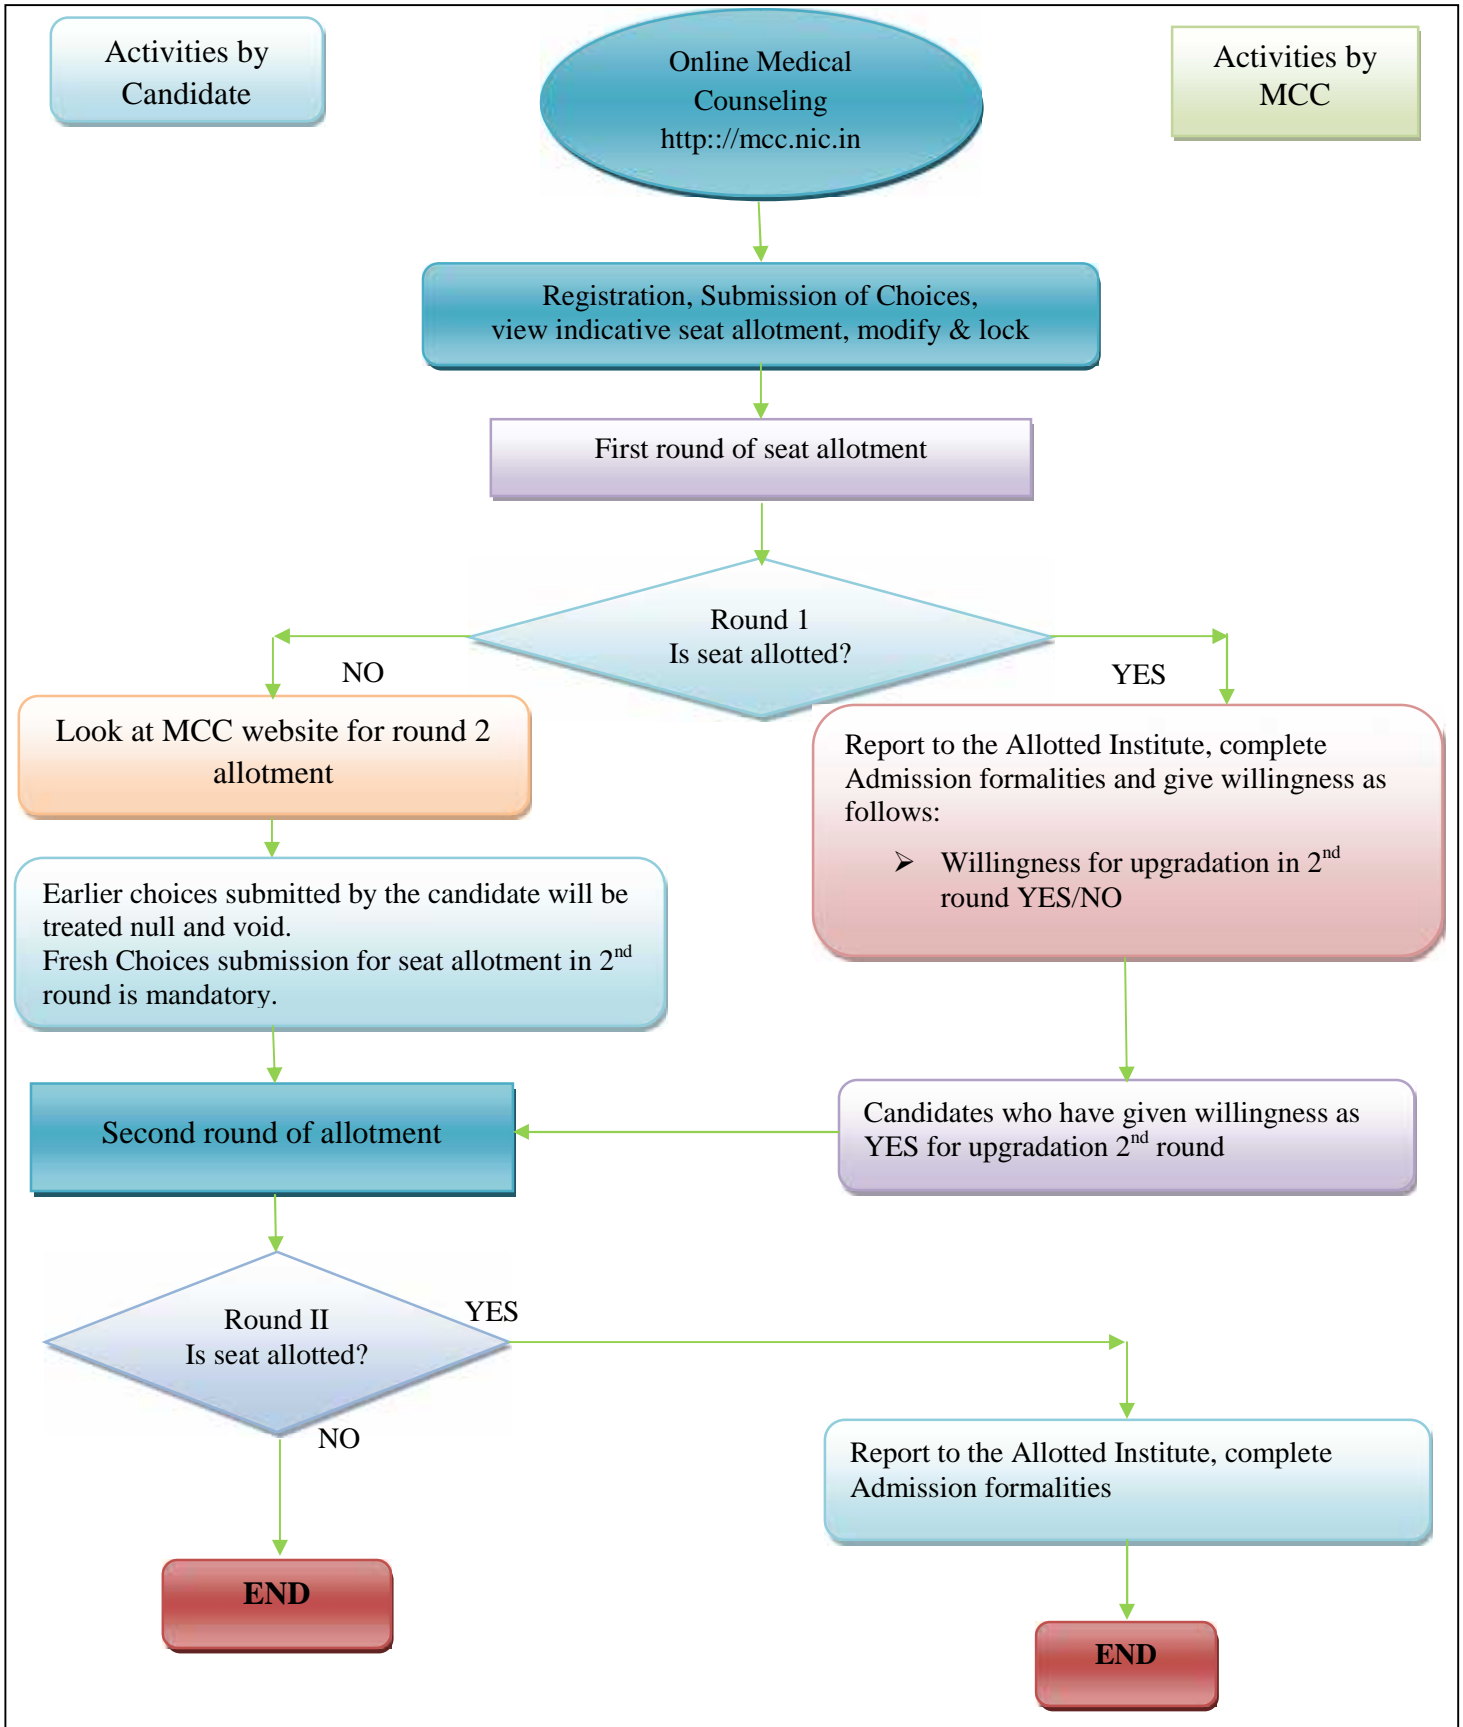 Activities by
Candidate
Online Medical
Counseling
http:://mcc.nic.in
Activities by
MCC
Registration, Submission of Choices,
view indicative seat allotment, modify & lock
First round of seat allotment
Round 1
Is seat allotted?
NO
YES
Look at MCC website for round 2
allotment
Report to the Allotted Institute, complete
Admission formalities and give willingness as
follows:
➢ Willingness for upgradation in 2nd
round YES/NO
Earlier choices submitted by the candidate will be
treated null and void.
Fresh Choices submission for seat allotment in 2nd
round is mandatory.
Second round of allotment
Candidates who have given willingness as
YES for upgradation 2nd round
Round II
Is seat allotted?
YES
NO
Report to the Allotted Institute, complete
Admission formalities
END
END